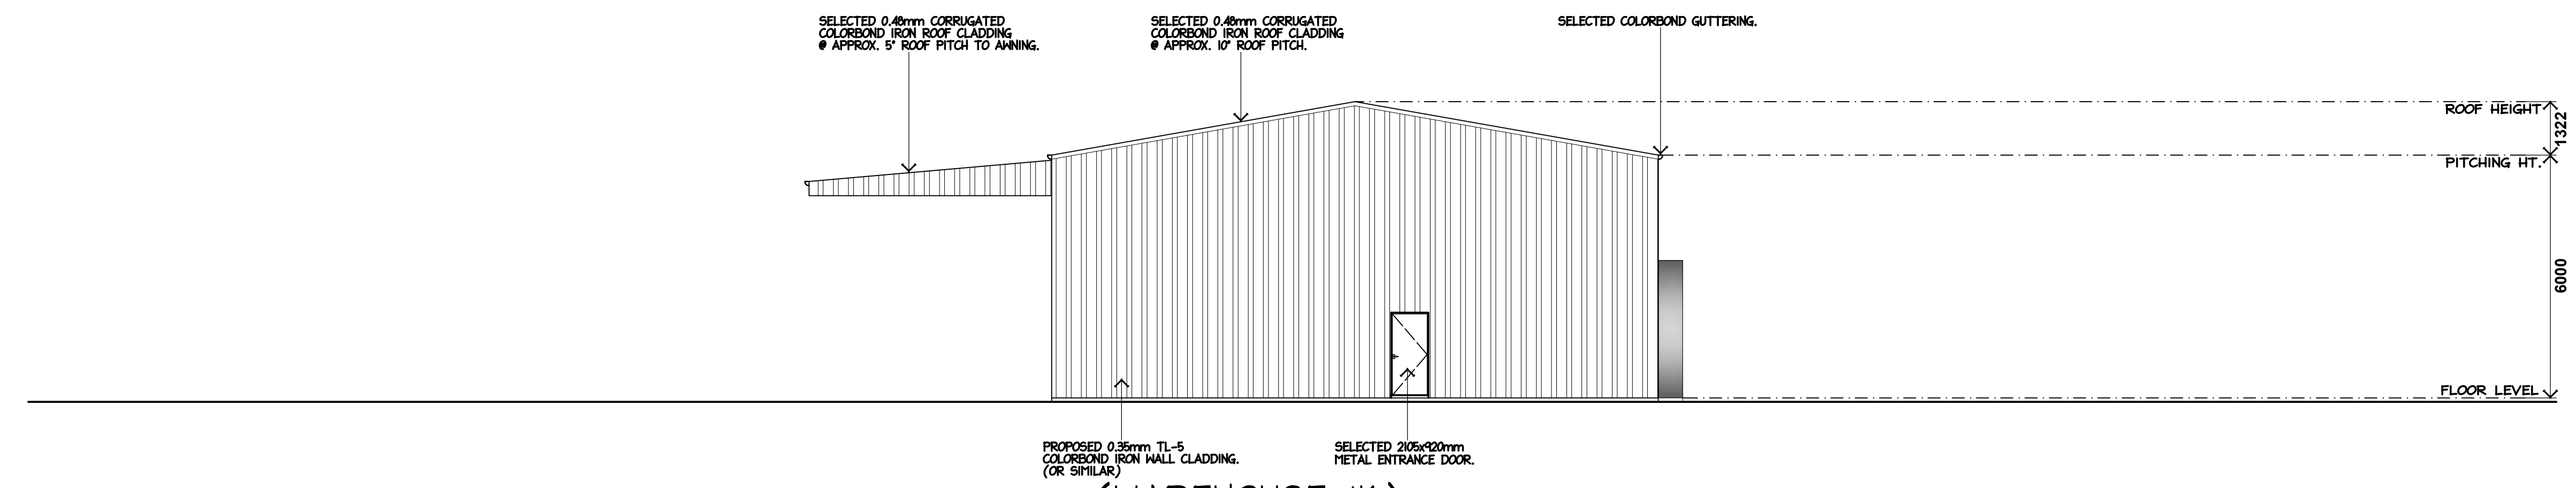 SELECTED 0.48mm CORRUGATED
COLORBOND IRON ROOF CLADDING
@ APPROX. 5° ROOF PITCH TO AWNING.
SELECTED 0.48mm CORRUGATED
COLORBOND IRON ROOF CLADDING
@ APPROX. 10° ROOF PITCH.
SELECTED COLORBOND GUTTERING.
ROOF HEIGHT
1322
PITCHING HT.
6000
FLOOR LEVEL
PROPOSED 0.35mm TL-5
COLORBOND IRON WALL CLADDING.
(OR SIMILAR)
SELECTED 2105x920mm
METAL ENTRANCE DOOR.